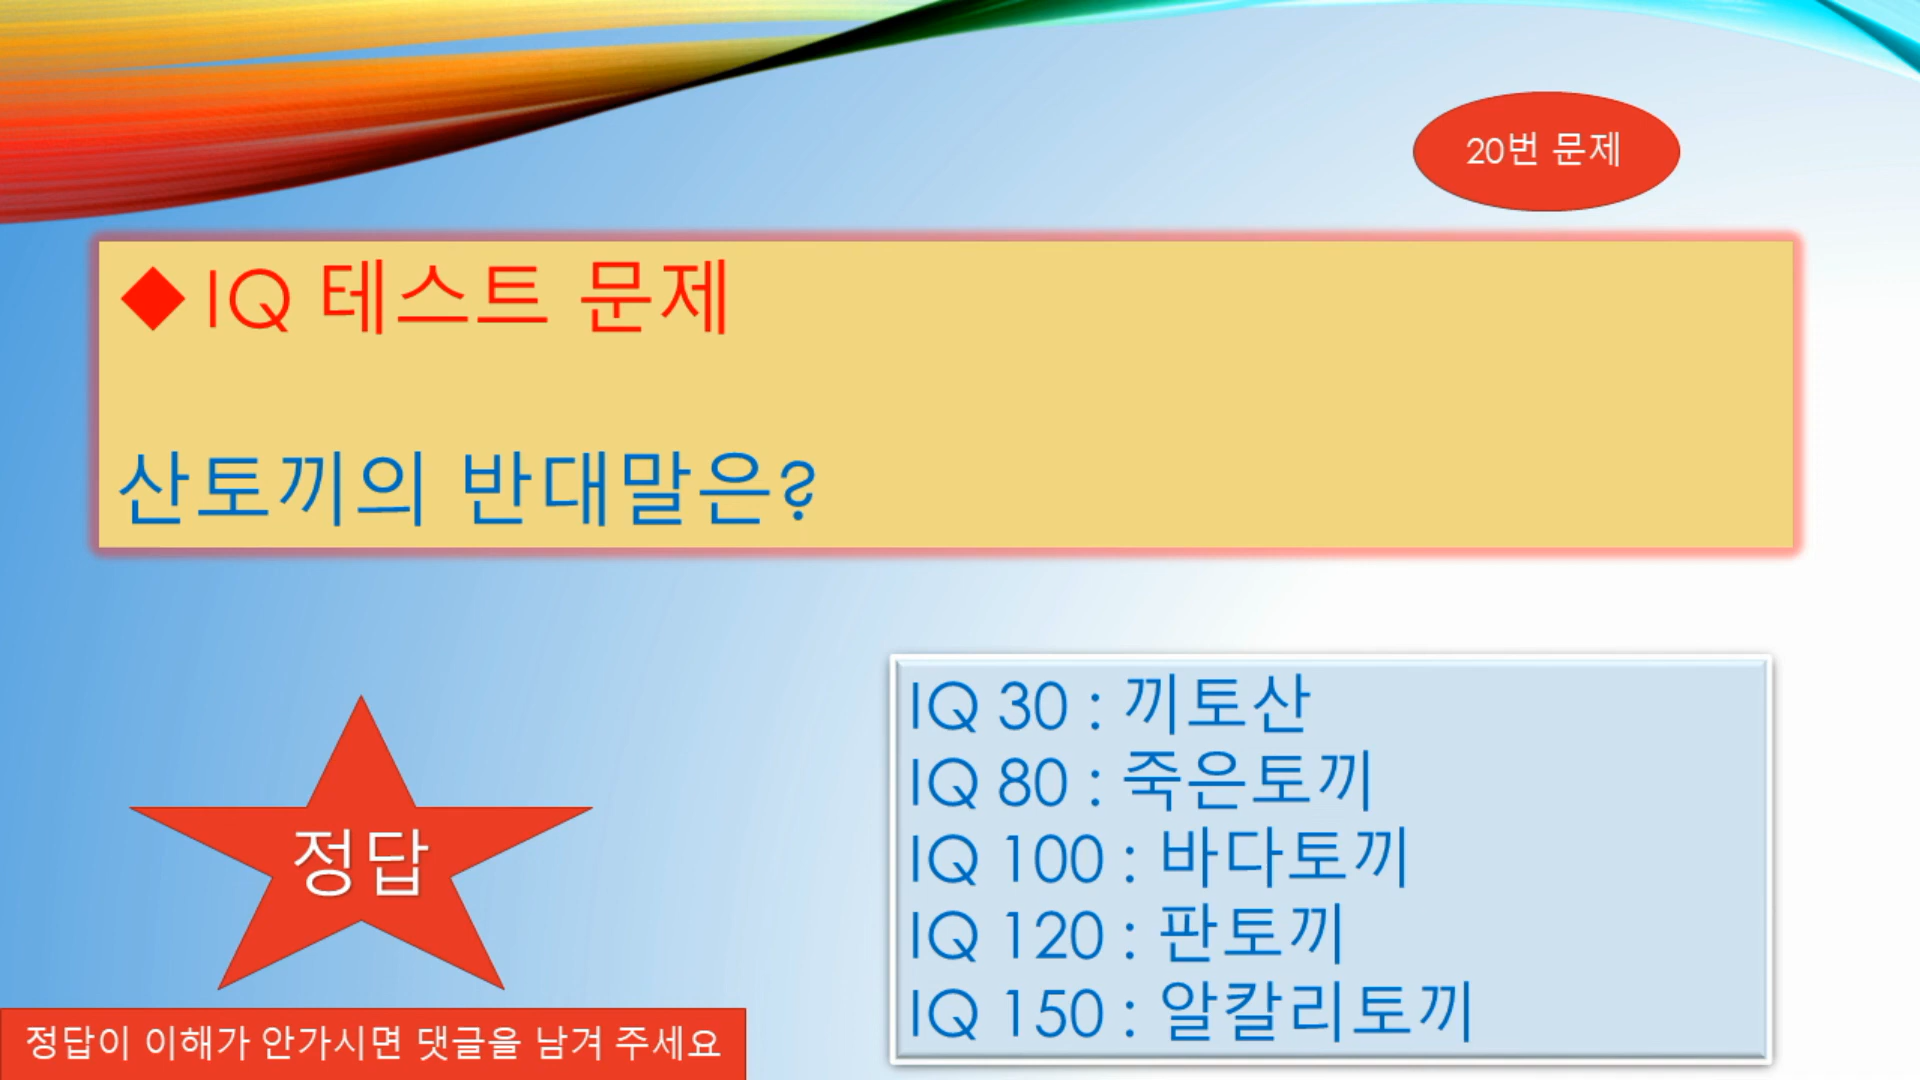 20번 문제
◆IQ 테스트 문제
산토끼의 반대말은?
정답
IQ 30 : 끼토산
IQ 80 : 죽은토끼
IQ 100 : 바다토끼
IQ 120 : 판토끼
IQ 150 : 알칼리토끼
정답이 이해가 안가시면 댓글을 남겨 주세요